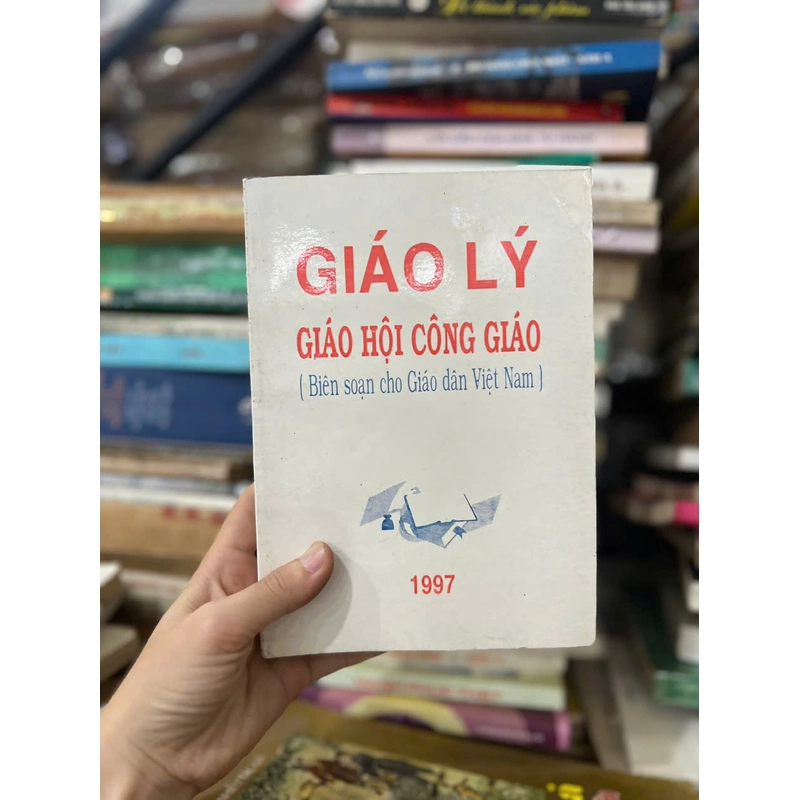 GIÁO LÝ
GIÁO HỘI CÔNG GIÁO
( Biên soạn cho Giáo dân Việt Nam )
1997